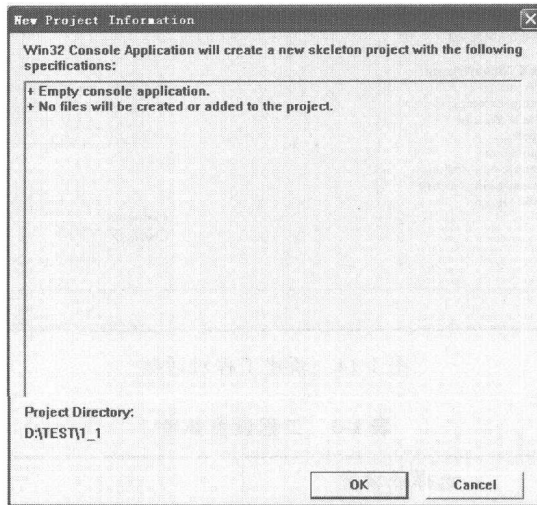 New Project Information
Win32 Console Application will create a new skeleton project with the following
specifications:
+ Empty console application.
+ No files will be created or added to the project.
Project Directory:
D:\TEST\1_1
OK
Cancel